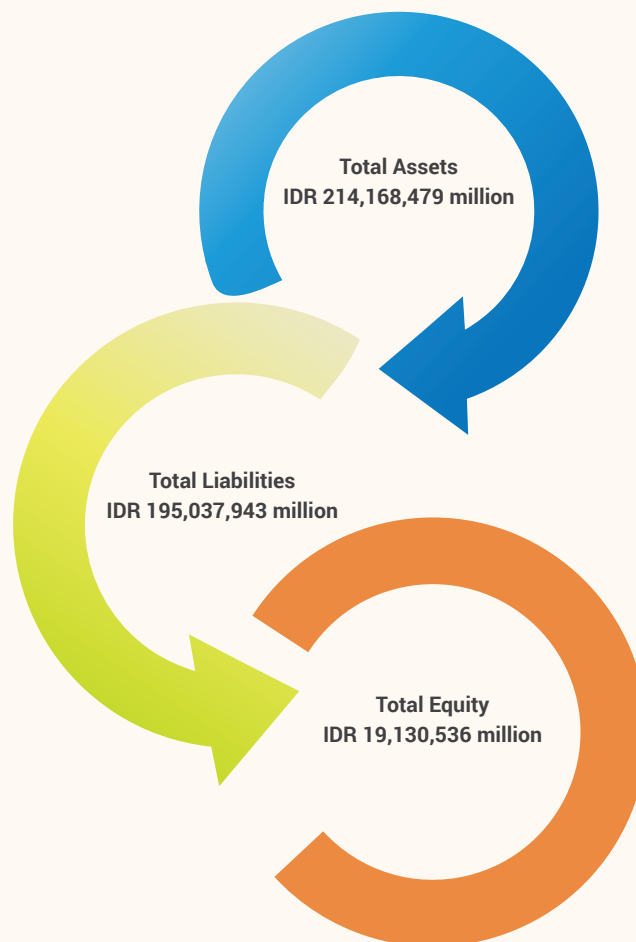 Total Assets
IDR 214,168,479 million
Total Liabilities
IDR 195,037,943 million
Total Equity
IDR 19,130,536 million